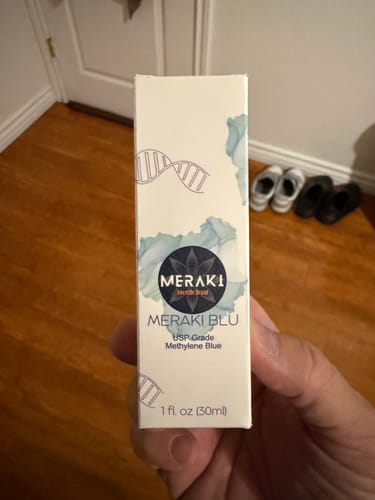 MERAKI
Medicinal
MERAKI BLU
USP Grade
Methylene Blue
1 fl. oz (30ml)